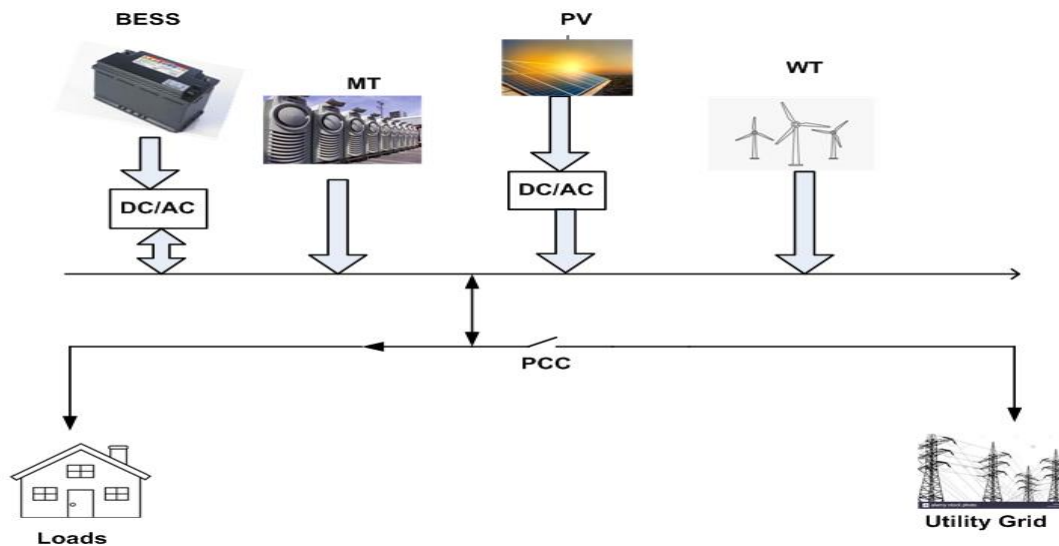 BESS
PV
MT
WT
DC/AC
DC/AC
PCC
Utility Grid
Loads